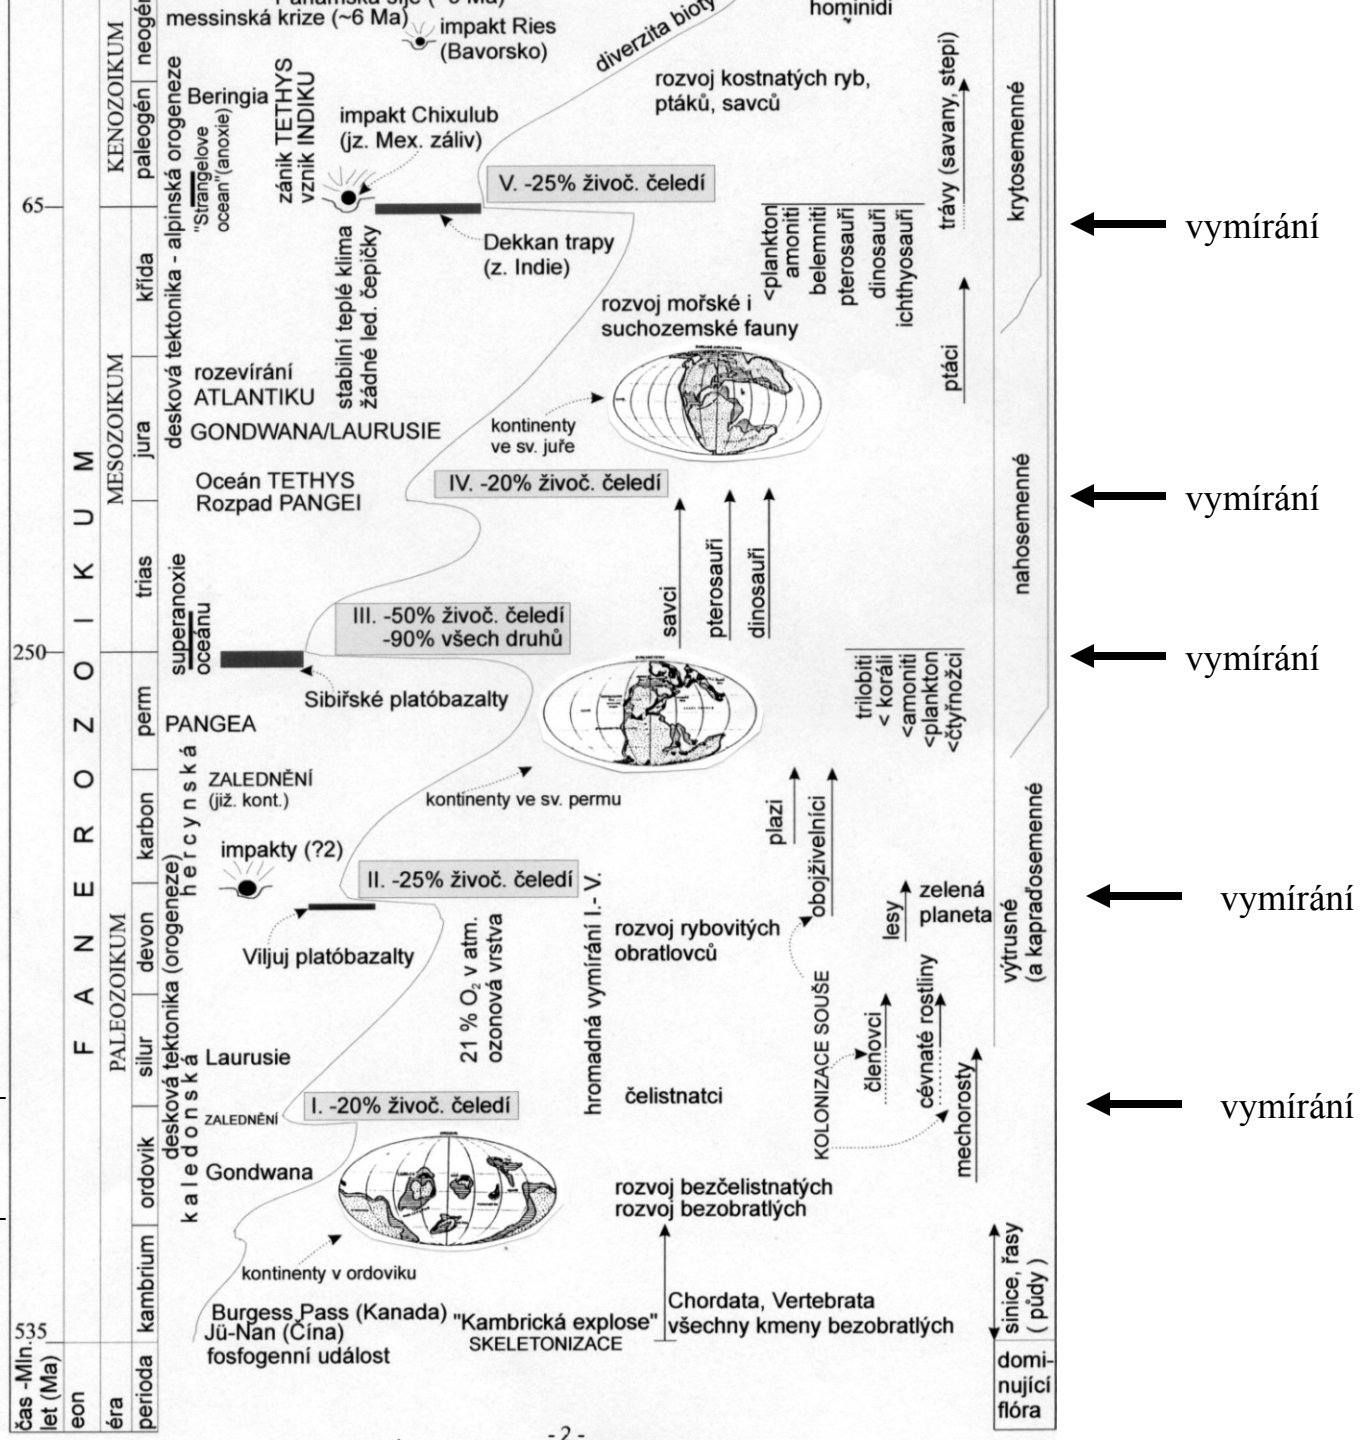 Panamská šíje (~3 Ma)
messinská krize (~6 Ma)
impakt Ries
(Bavorsko)
diverzita bioty
hominidi
rozvoj kostnatých ryb,
ptáků, savců
Beringia
"Strangelove
ocean"(anoxie)
zánik TETHYS
vznik INDIKU
impakt Chixulub
(jz. Mex. záliv)
V. -25% živoč. čeledí
Dekkan trapy
(z. Indie)
<plankton
amoniti
belemniti
pterosauři
dinosauři
ichthyosauři
trávy (savany, stepi)
krytosemenné
vymírání
stabilní teplé klima
žádné led. čepičky
rozvoj mořské i
suchozemské fauny
ptáci
rozevírání
ATLANTIKU
GONDWANA/LAURUSIE
kontinenty
ve sv. juře
Oceán TETHYS
Rozpad PANGEI
IV. -20% živoč. čeledí
vymírání
savci
pterosauři
dinosauři
nahosemenné
superanoxie
oceánu
III. -50% živoč. čeledí
-90% všech druhů
vymírání
Sibiřské platóbazalty
trilobiti
< koráli
<amoniti
<plankton
<čtyřnožci
PANGEA
ZALEDNĚNÍ
(již. kont.)
kontinenty ve sv. permu
plazi
obojživelníci
impakty (?2)
II. -25% živoč. čeledí
lesy
zelená
planeta
výtrusné
(a kapraďosemenné)
vymírání
Viljuj platóbazalty
21 % O₂ v atm.
ozonová vrstva
hromadná vymírání I.- V.
rozvoj rybovitých
obratlovců
KOLONIZACE SOUŠE
členovci
cévnaté rostliny
mechorosty
Laurusie
čelistnatci
I. -20% živoč. čeledí
ZALEDNĚNÍ
vymírání
Gondwana
rozvoj bezčelistnatých
rozvoj bezobratlých
kontinenty v ordoviku
Burgess Pass (Kanada)
Jü-Nan (Čína)
fosfogenní událost
"Kambrická explose"
SKELETONIZACE
Chordata, Vertebrata
všechny kmeny bezobratlých
sinice, řasy
( půdy )
desková tektonika - alpinská orogeneze
desková tektonika (orogeneze)
hercynská
kaledonská
65
250
535
FANEROZOIKUM
KENOZOIKUM
MESOZOIKUM
PALEOZOIKUM
neogén
paleogén
křída
jura
trias
perm
karbon
devon
silur
ordovik
kambrium
čas -Mln.
let (Ma)
eon
éra
perioda
domi-
nující
flóra
- 2 -